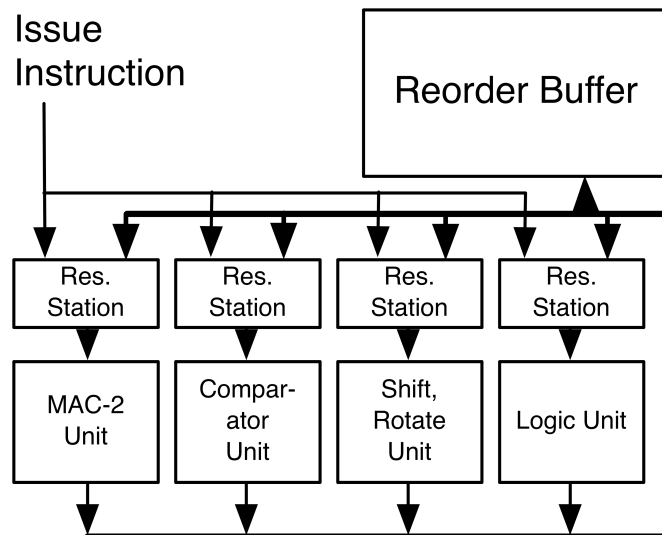 Issue
Instruction
Reorder Buffer
Res.
Station
Res.
Station
Res.
Station
Res.
Station
MAC-2
Unit
Compar-
ator
Unit
Shift,
Rotate
Unit
Logic Unit